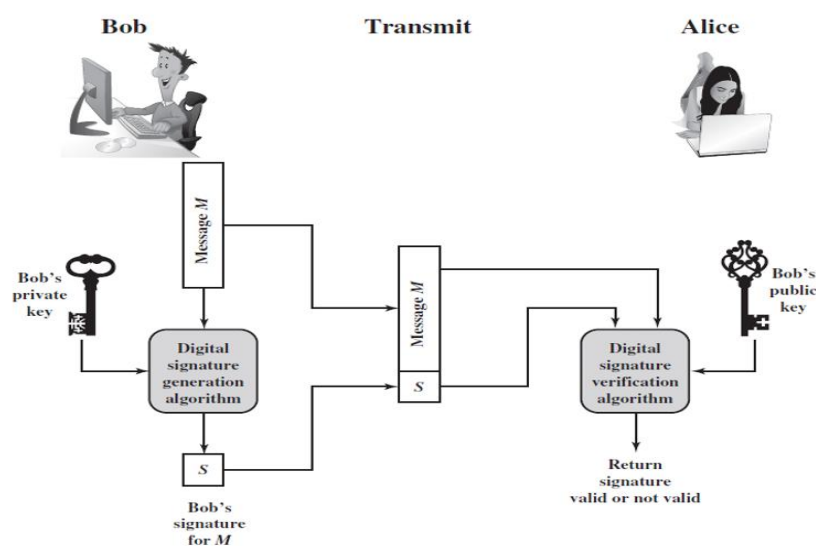 Bob
Transmit
Alice
Message M
Bob's
private
key
Digital
signature
generation
algorithm
S
Bob's
signature
for M
Message M
S
Bob's
public
key
Digital
signature
verification
algorithm
Return
signature
valid or not valid